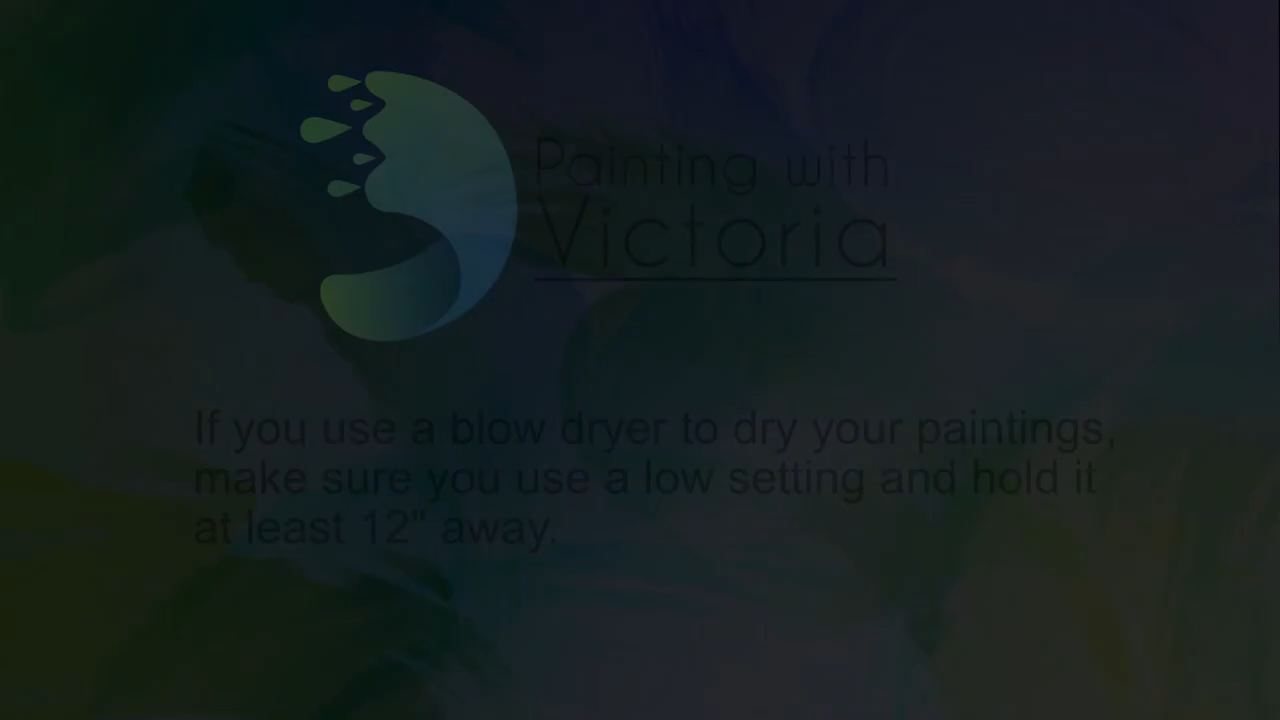 Painting with
Victoria
If you use a blow dryer to dry your paintings,
make sure you use a low setting and hold it
at least 12" away.